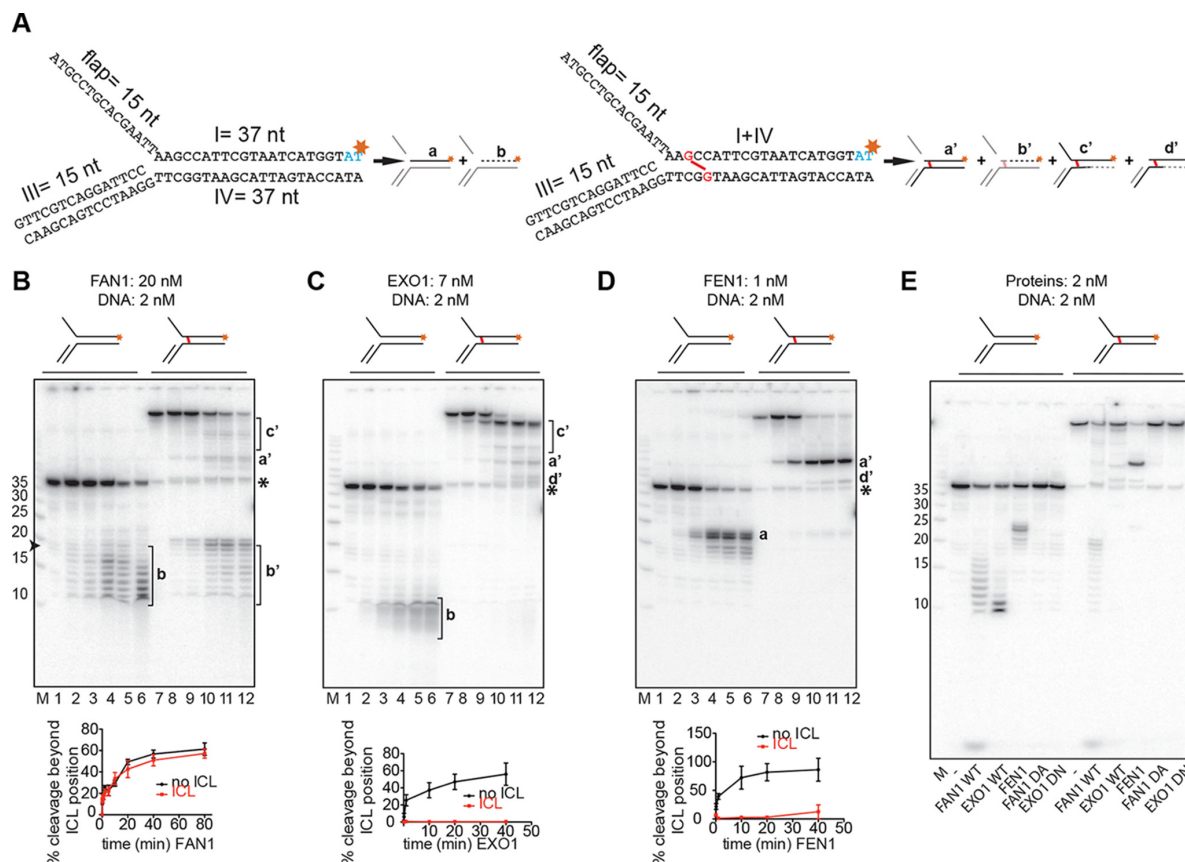 A
flap= 15 nt
ATGCCTGCACGAATT
I= 37 nt
AAGCCATTCGTAATCATGGTAT
TTCGGTAAGCATTAGTACCATA
IV= 37 nt
III= 15 nt
GTTCGTCAGGATTCC
CAAGCAGTCCTAAGG
a
+
b
flap= 15 nt
ATGCCTGCACGAATT
I+IV
AAGCCATTCGTAATCATGGTAT
TTCGGTAAGCATTAGTACCATA
III= 15 nt
GTTCGTCAGGATTCC
CAAGCAGTCCTAAGG
a'
+
b'
+
c'
+
d'
B
FAN1: 20 nM
DNA: 2 nM
35
30
25
20
15
10
c'
a'
*
b
b'
M 1 2 3 4 5 6 7 8 9 10 11 12
% cleavage beyond
ICL position
80
60
40
20
0
no ICL
ICL
0 20 40 60 80
time (min) FAN1
C
EXO1: 7 nM
DNA: 2 nM
c'
a'
d'
*
b
M 1 2 3 4 5 6 7 8 9 10 11 12
% cleavage beyond
ICL position
80
60
40
20
0
no ICL
ICL
0 10 20 30 40 50
time (min) EXO1
D
FEN1: 1 nM
DNA: 2 nM
a'
d'
*
a
M 1 2 3 4 5 6 7 8 9 10 11 12
% cleavage beyond
ICL position
150
100
50
0
no ICL
ICL
0 10 20 30 40 50
time (min) FEN1
E
Proteins: 2 nM
DNA: 2 nM
35
30
25
20
15
10
M
-
FAN1 WT
EXO1 WT
FEN1
FAN1 DA
EXO1 DN
-
FAN1 WT
EXO1 WT
FEN1
FAN1 DA
EXO1 DN